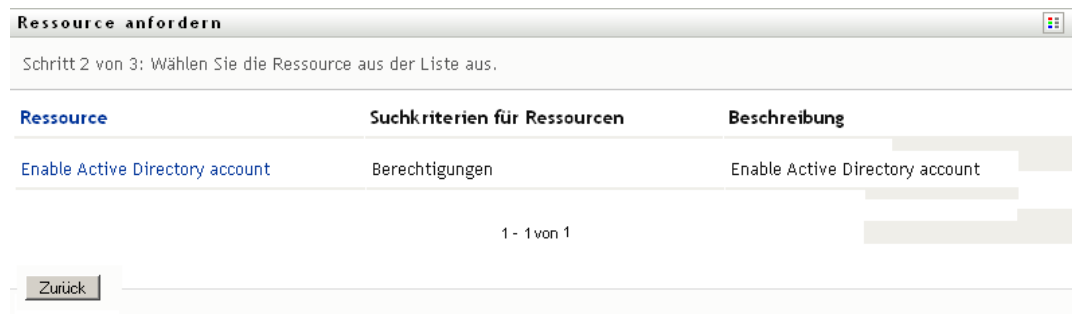 Ressource anfordern
Schritt 2 von 3: Wählen Sie die Ressource aus der Liste aus.
Ressource Suchkriterien für Ressourcen Beschreibung
Enable Active Directory account Berechtigungen Enable Active Directory account
1 - 1 von 1
Zurück